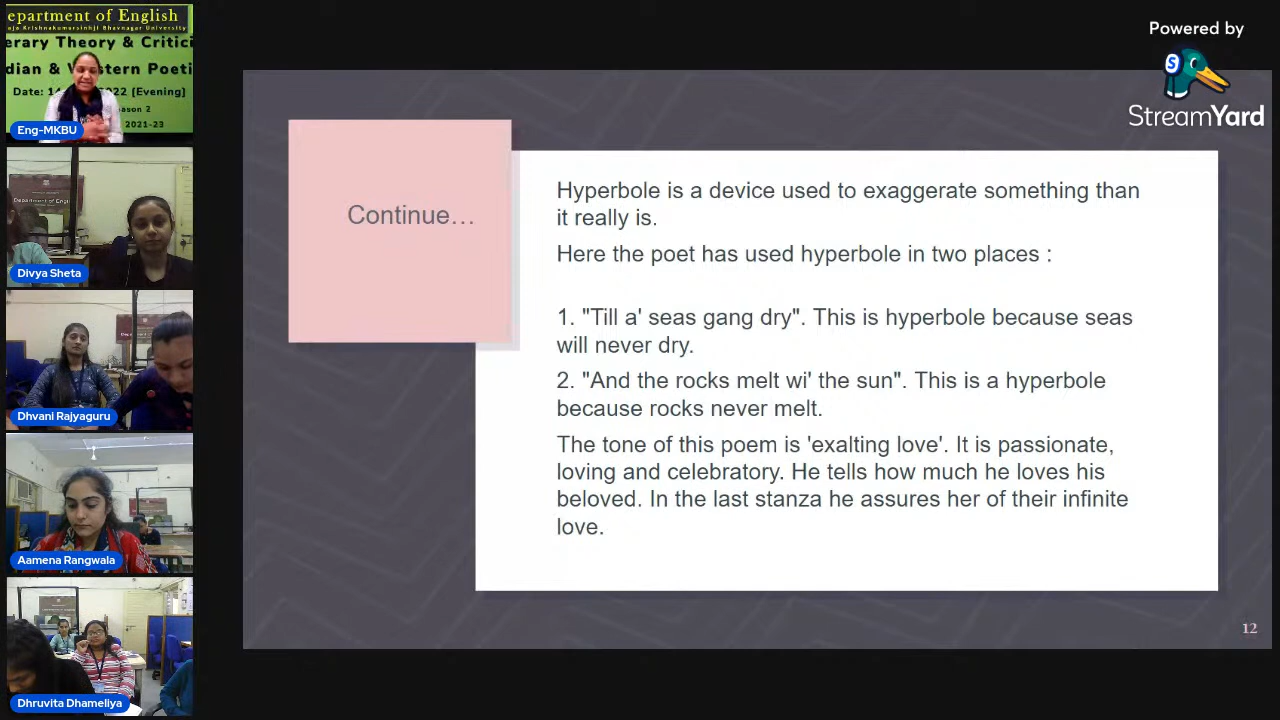 epartment of English
Krishnakumarsinhji Bhavnagar University
erary Theory & Critici
dian & W stern Poeti
Date: 14 2022 (Evening)
ason 2
2021-23
Eng-MKBU
Divya Sheta
Dhvani Rajyaguru
Aamena Rangwala
Dhruvita Dhameliya
Powered by
S
StreamYard
Continue…
Hyperbole is a device used to exaggerate something than
it really is.
Here the poet has used hyperbole in two places :
1. "Till a' seas gang dry". This is hyperbole because seas
will never dry.
2. "And the rocks melt wi' the sun". This is a hyperbole
because rocks never melt.
The tone of this poem is 'exalting love'. It is passionate,
loving and celebratory. He tells how much he loves his
beloved. In the last stanza he assures her of their infinite
love.
12